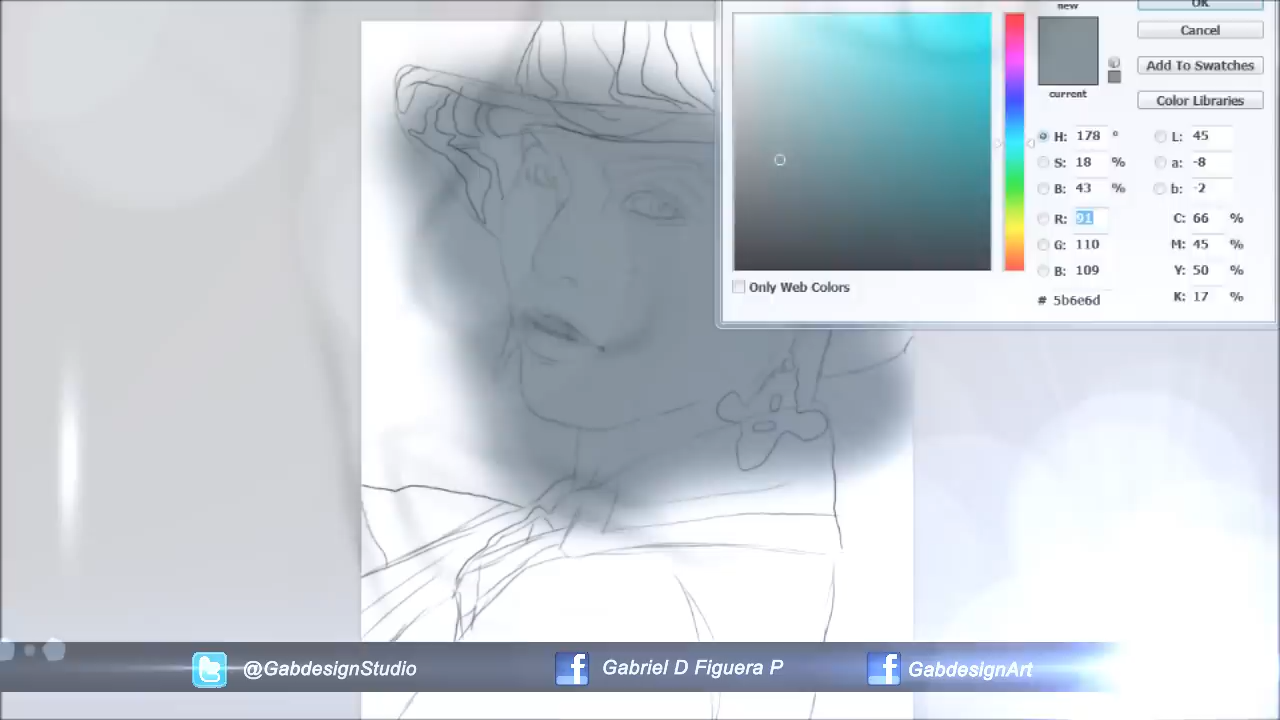 new
OK
Cancel
Add To Swatches
current
Color Libraries
H: 178 ° L: 45
S: 18 % a: -8
B: 43 % b: -2
R: 91 C: 66 %
G: 110 M: 45 %
B: 109 Y: 50 %
# 5b6e6d K: 17 %
Only Web Colors
@GabdesignStudio
Gabriel D Figuera P
GabdesignArt